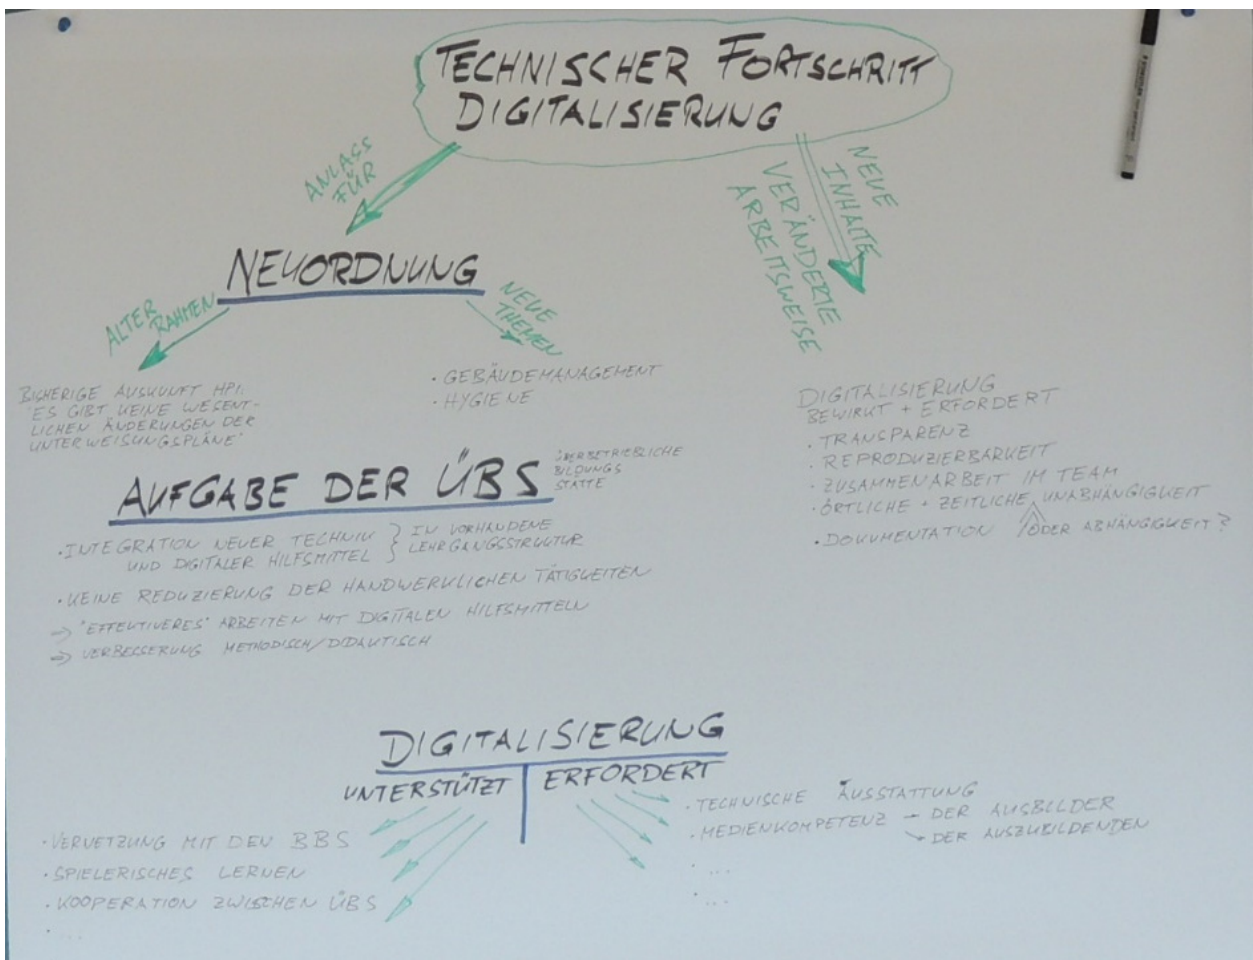 TECHNISCHER FORTSCHRITT
DIGITALISIERUNG
ANLASS
FÜR
NEUE
INHALTE
VERÄNDERTE
ARBEITSWEISE
NEUORDNUNG
ALTER
RAHMEN
NEUE
THEMEN
BISHERIGE AUSKUNFT HPI:
"ES GIBT KEINE WESENT-
LICHEN ÄNDERUNGEN DER
UNTERWEISUNGSPLÄNE"
· GEBÄUDEMANAGEMENT
· HYGIENE
DIGITALISIERUNG
BEWIRKT + ERFORDERT
· TRANSPARENZ
· REPRODUZIERBARKEIT
· ZUSAMMENARBEIT IM TEAM
· ÖRTLICHE + ZEITLICHE UNABHÄNGIGKEIT
ODER ABHÄNGIGKEIT?
· DOKUMENTATION
AUFGABE DER ÜBS
ÜBERBETRIEBLICHE
BILDUNGS
STÄTTE
· INTEGRATION NEUER TECHNIK
UND DIGITALER HILFSMITTEL
IN VORHANDENE
LEHRGANGSSTRUKTUR
· KEINE REDUZIERUNG DER HANDWERKLICHEN TÄTIGKEITEN
→ "EFFEKTIVERES" ARBEITEN MIT DIGITALEN HILFSMITTELN
→ VERBESSERUNG METHODISCH/DIDAKTISCH
DIGITALISIERUNG
UNTERSTÜTZT
ERFORDERT
· VERNETZUNG MIT DEN BBS
· SPIELERISCHES LERNEN
· KOOPERATION ZWISCHEN ÜBS
· ...
· TECHNISCHE AUSSTATTUNG
· MEDIENKOMPETENZ → DER AUSBILDER
→ DER AUSZUBILDENDEN
· ...
· ...